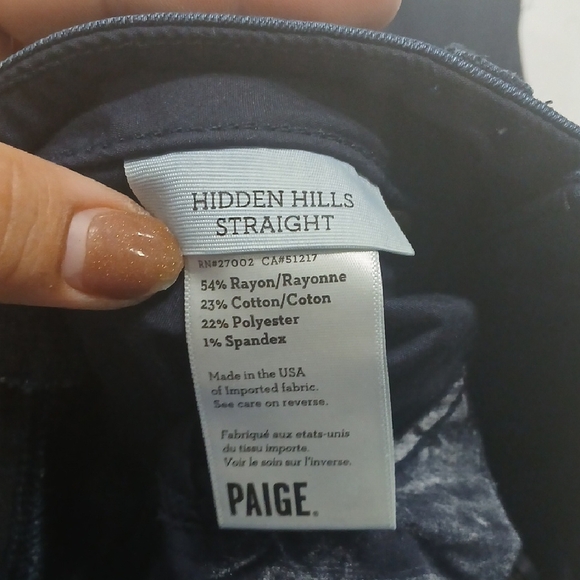 HIDDEN HILLS
STRAIGHT
RN#27002 CA#51217
54% Rayon/Rayonne
23% Cotton/Coton
22% Polyester
1% Spandex
Made in the USA
of Imported fabric.
See care on reverse.
Fabriqué aux etats-unis
du tissu importe.
Voir le soin sur l'inverse.
PAIGE.